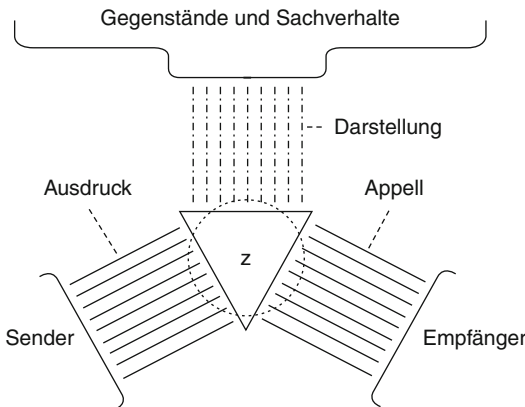 Gegenstände und Sachverhalte
Darstellung
Ausdruck
Appell
Z
Sender
Empfänger